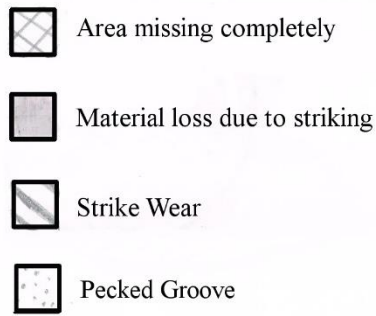 Area missing completely
Material loss due to striking
Strike Wear
Pecked Groove